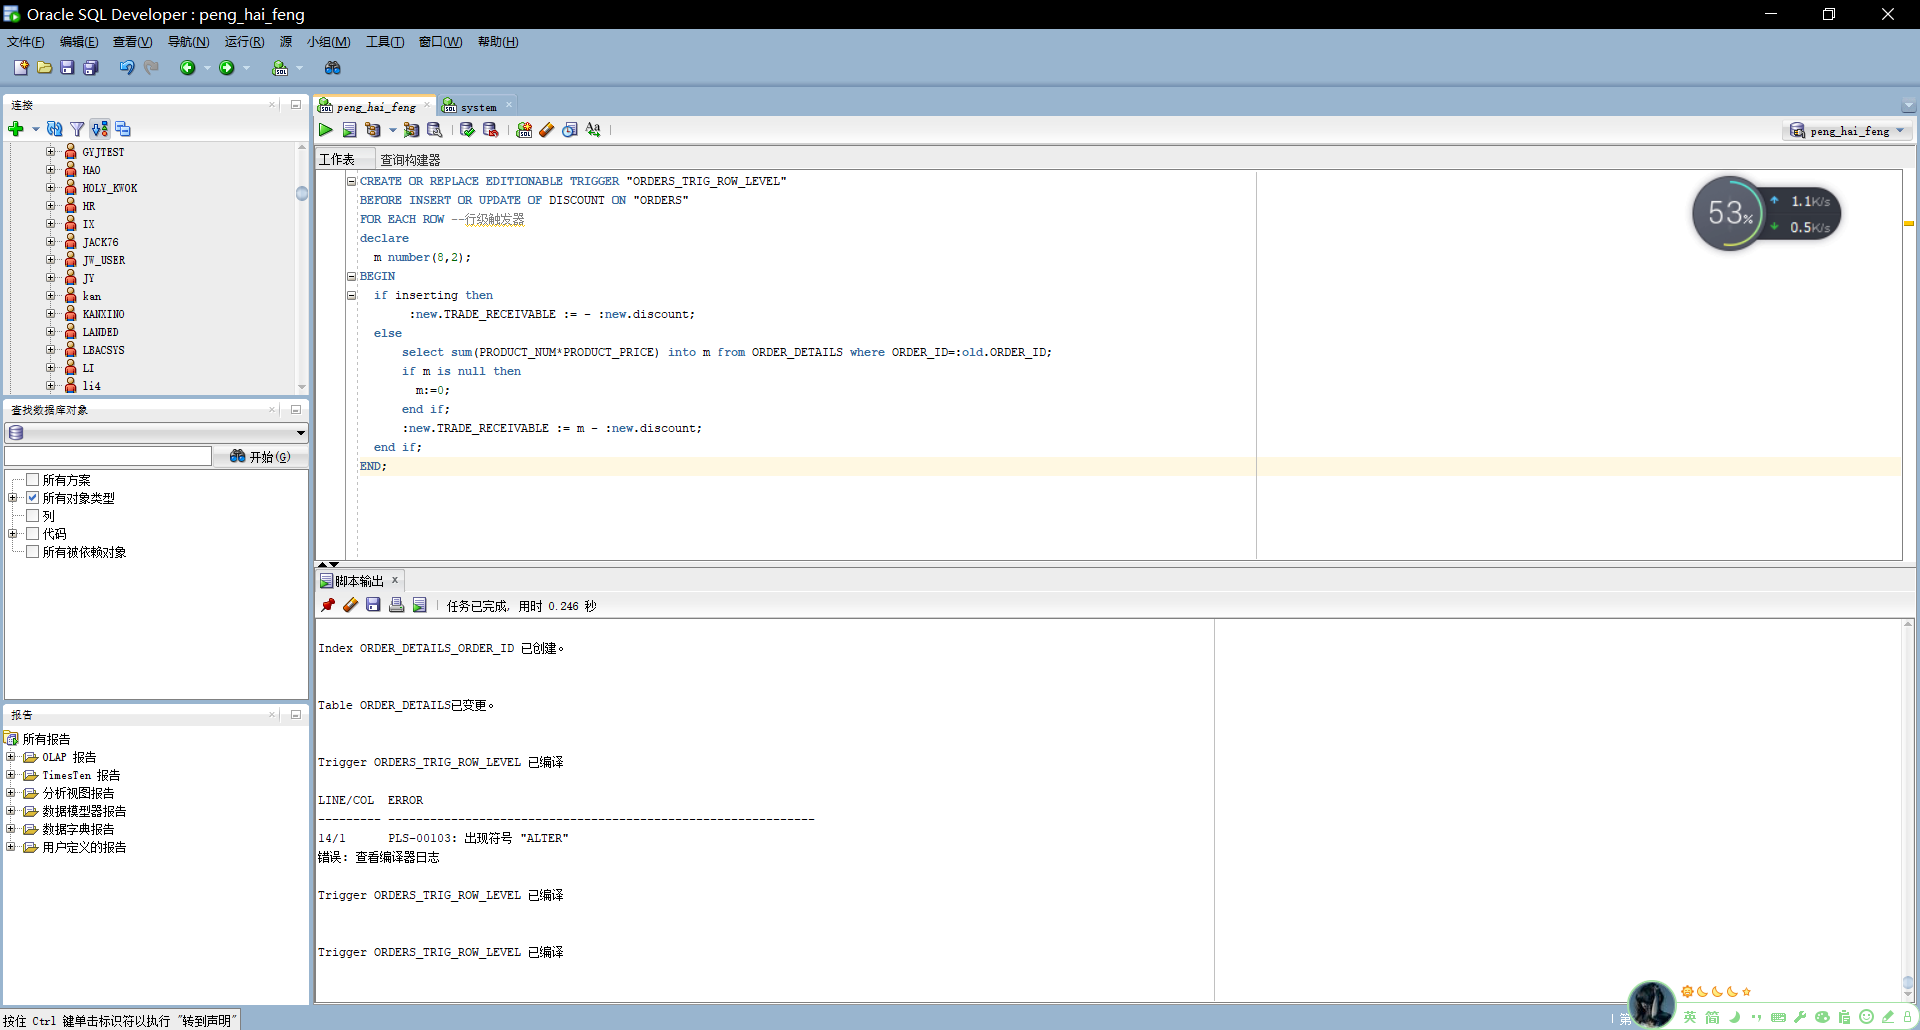 Oracle SQL Developer : peng_hai_feng
文件(F) 编辑(E) 查看(V) 导航(N) 运行(R) 源 小组(M) 工具(T) 窗口(W) 帮助(H)
连接
GYJTEST
HAO
HOLY_KWOK
HR
IX
JACK76
JW_USER
JY
kan
KANXINO
LANDED
LBACSYS
LI
li4
查找数据库对象
开始(G)
所有方案
所有对象类型
列
代码
所有被依赖对象
报告
所有报告
OLAP 报告
TimesTen 报告
分析视图报告
数据模型器报告
数据字典报告
用户定义的报告
peng_hai_feng system
Aa
peng_hai_feng
工作表 查询构建器
CREATE OR REPLACE EDITIONABLE TRIGGER "ORDERS_TRIG_ROW_LEVEL"
BEFORE INSERT OR UPDATE OF DISCOUNT ON "ORDERS"
FOR EACH ROW --行级触发器
declare
m number(8,2);
BEGIN
if inserting then
:new.TRADE_RECEIVABLE := - :new.discount;
else
select sum(PRODUCT_NUM*PRODUCT_PRICE) into m from ORDER_DETAILS where ORDER_ID=:old.ORDER_ID;
if m is null then
m:=0;
end if;
:new.TRADE_RECEIVABLE := m - :new.discount;
end if;
END;
53%
1.1K/s
0.5K/s
脚本输出 x
任务已完成, 用时 0.246 秒
Index ORDER_DETAILS_ORDER_ID 已创建。
Table ORDER_DETAILS已变更。
Trigger ORDERS_TRIG_ROW_LEVEL 已编译
LINE/COL ERROR
--------- -------------------------------------------------------------
14/1 PLS-00103: 出现符号 "ALTER"
错误: 查看编译器日志
Trigger ORDERS_TRIG_ROW_LEVEL 已编译
Trigger ORDERS_TRIG_ROW_LEVEL 已编译
按住 Ctrl 键单击标识符以执行 "转到声明"
第
英 简